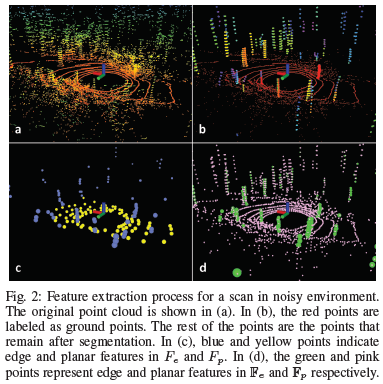 a
b
c
d
Fig. 2: Feature extraction process for a scan in noisy environment.
The original point cloud is shown in (a). In (b), the red points are
labeled as ground points. The rest of the points are the points that
remain after segmentation. In (c), blue and yellow points indicate
edge and planar features in Fₑ and Fₚ. In (d), the green and pink
points represent edge and planar features in 𝔽ₑ and 𝔽ₚ respectively.